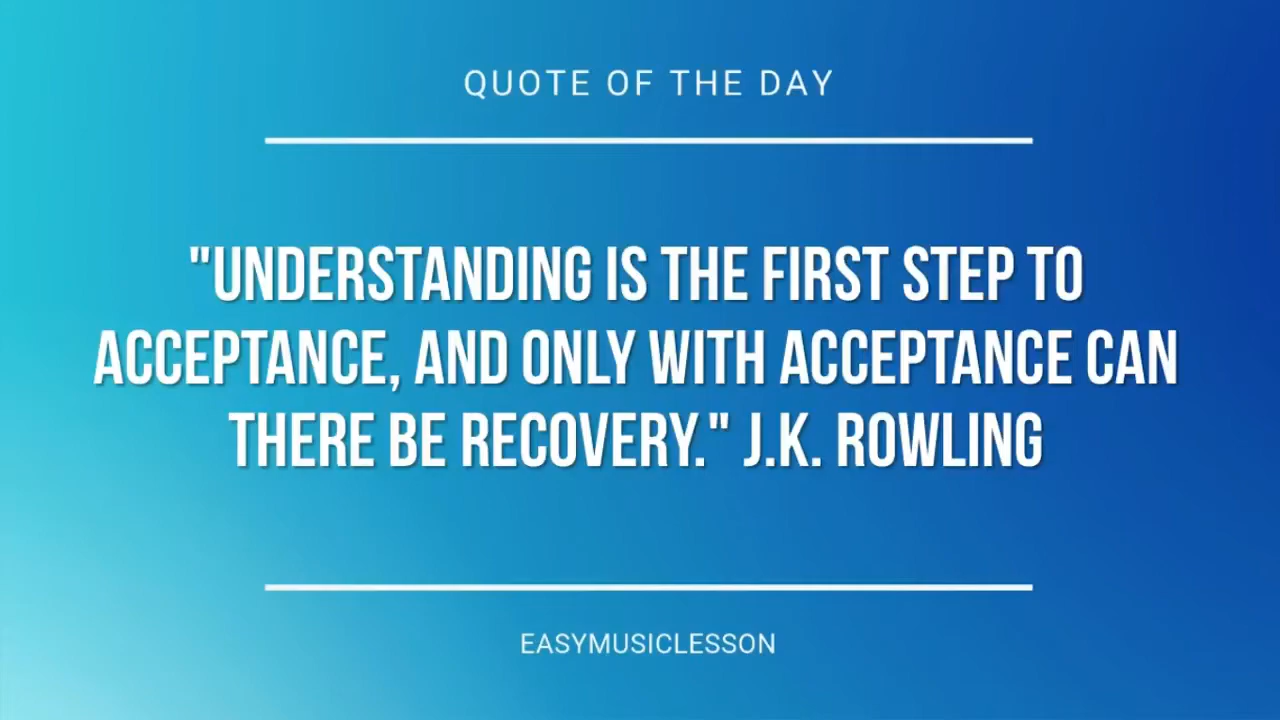 QUOTE OF THE DAY
"UNDERSTANDING IS THE FIRST STEP TO
ACCEPTANCE, AND ONLY WITH ACCEPTANCE CAN
THERE BE RECOVERY." J.K. ROWLING
EASYMUSICLESSON